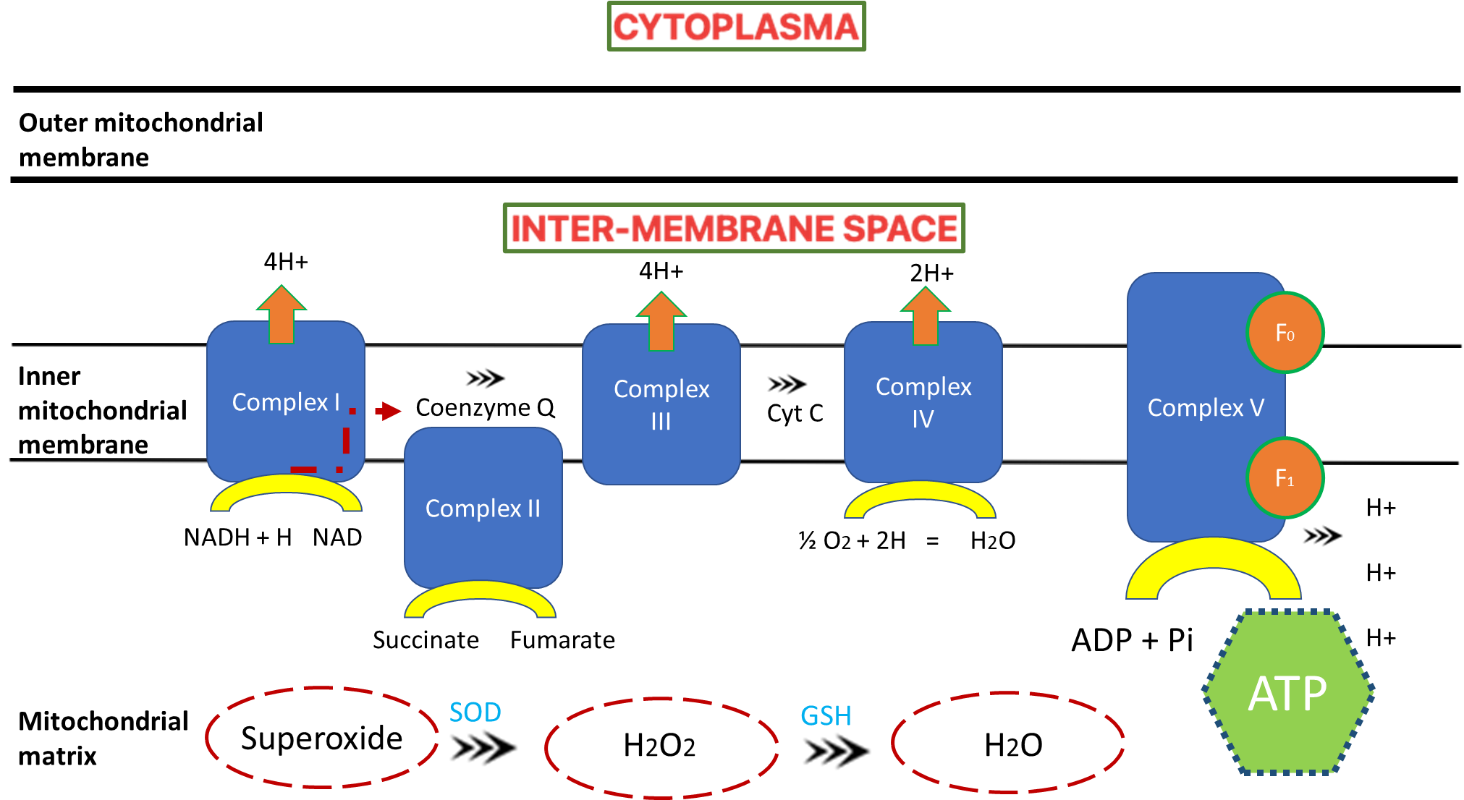 CYTOPLASMA
Outer mitochondrial
membrane
INTER-MEMBRANE SPACE
4H+
4H+
2H+
F0
Inner
mitochondrial
membrane
Complex I
Coenzyme Q
Complex
III
Cyt C
Complex
IV
Complex V
F1
Complex II
NADH + H NAD
½ O2 + 2H = H2O
H+
H+
H+
Succinate Fumarate
ADP + Pi
ATP
Mitochondrial
matrix
Superoxide
SOD
H2O2
GSH
H2O